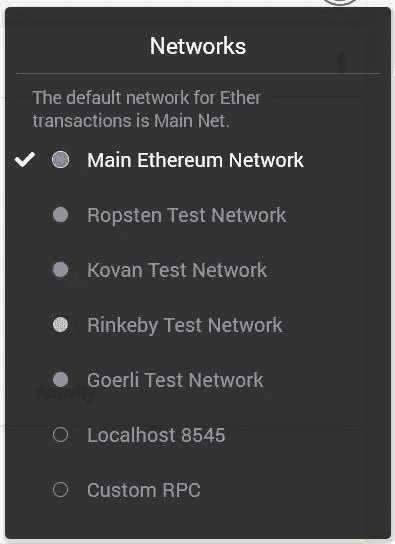 Networks
The default network for Ether
transactions is Main Net.
Main Ethereum Network
Ropsten Test Network
Kovan Test Network
Rinkeby Test Network
Goerli Test Network
Activity
Localhost 8545
Custom RPC